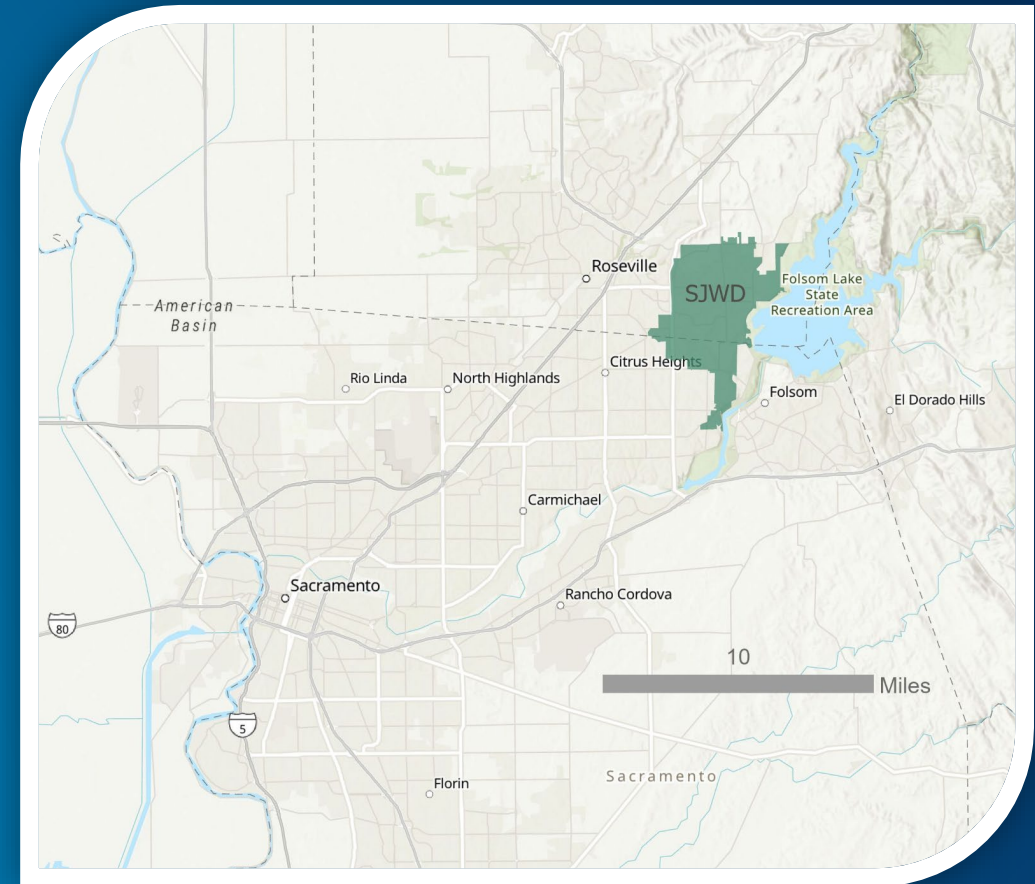 Roseville
SJWD
Folsom Lake
State
Recreation Area
American
Basin
Citrus Heights
Rio Linda
North Highlands
Folsom
El Dorado Hills
Carmichael
Sacramento
Rancho Cordova
80
10
Miles
5
Sacramento
Florin